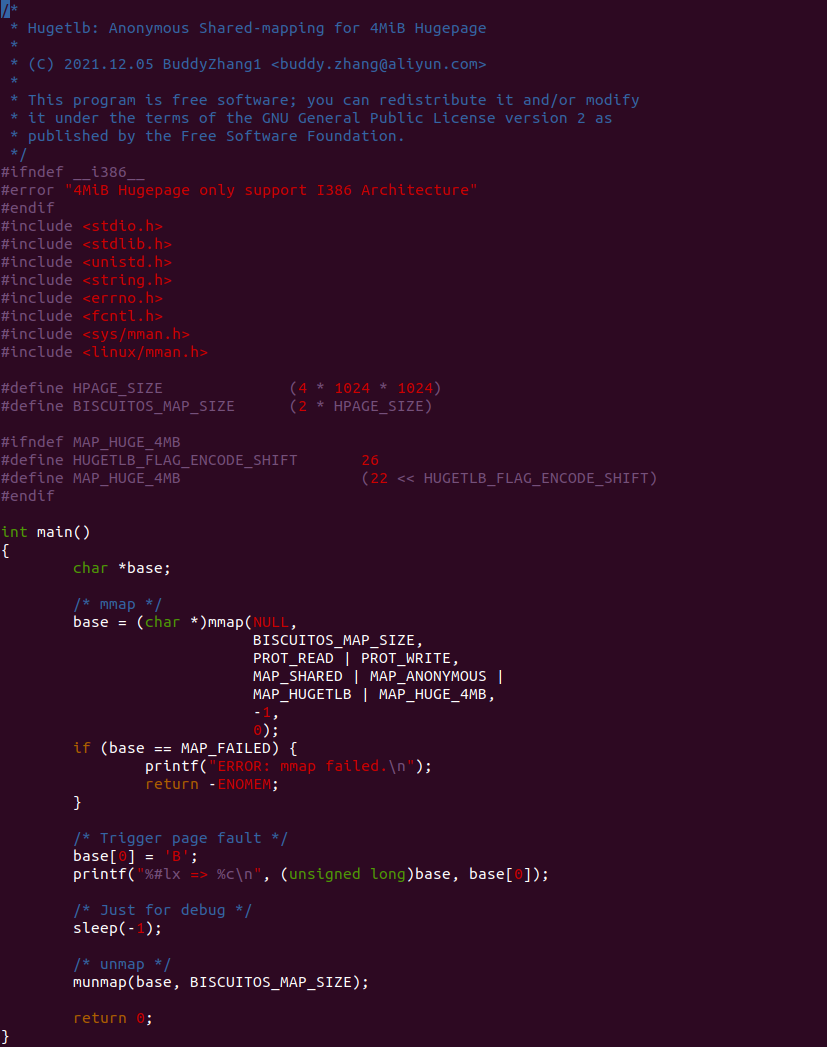 /*
 * Hugetlb: Anonymous Shared-mapping for 4MiB Hugepage
 *
 * (C) 2021.12.05 BuddyZhang1 <buddy.zhang@aliyun.com>
 *
 * This program is free software; you can redistribute it and/or modify
 * it under the terms of the GNU General Public License version 2 as
 * published by the Free Software Foundation.
 */
#ifndef __i386__
#error "4MiB Hugepage only support I386 Architecture"
#endif
#include <stdio.h>
#include <stdlib.h>
#include <unistd.h>
#include <string.h>
#include <errno.h>
#include <fcntl.h>
#include <sys/mman.h>
#include <linux/mman.h>

#define HPAGE_SIZE              (4 * 1024 * 1024)
#define BISCUITOS_MAP_SIZE      (2 * HPAGE_SIZE)

#ifndef MAP_HUGE_4MB
#define HUGETLB_FLAG_ENCODE_SHIFT       26
#define MAP_HUGE_4MB                    (22 << HUGETLB_FLAG_ENCODE_SHIFT)
#endif

int main()
{
        char *base;

        /* mmap */
        base = (char *)mmap(NULL,
                            BISCUITOS_MAP_SIZE,
                            PROT_READ | PROT_WRITE,
                            MAP_SHARED | MAP_ANONYMOUS |
                            MAP_HUGETLB | MAP_HUGE_4MB,
                            -1,
                            0);
        if (base == MAP_FAILED) {
                printf("ERROR: mmap failed.\n");
                return -ENOMEM;
        }

        /* Trigger page fault */
        base[0] = 'B';
        printf("%#lx => %c\n", (unsigned long)base, base[0]);

        /* Just for debug */
        sleep(-1);

        /* unmap */
        munmap(base, BISCUITOS_MAP_SIZE);

        return 0;
}